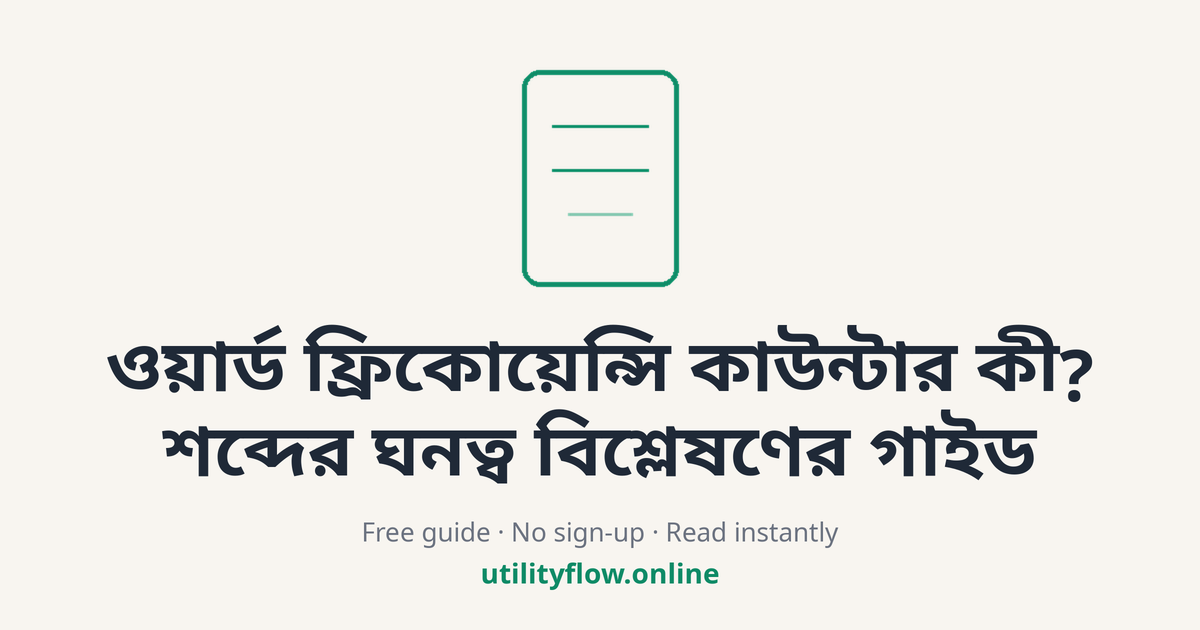 ওয়ার্ড ফ্রিকোয়েন্সি কাউন্টার কী?
শব্দের ঘনত্ব বিশ্লেষণের গাইড
Free guide · No sign-up · Read instantly
utilityflow.online